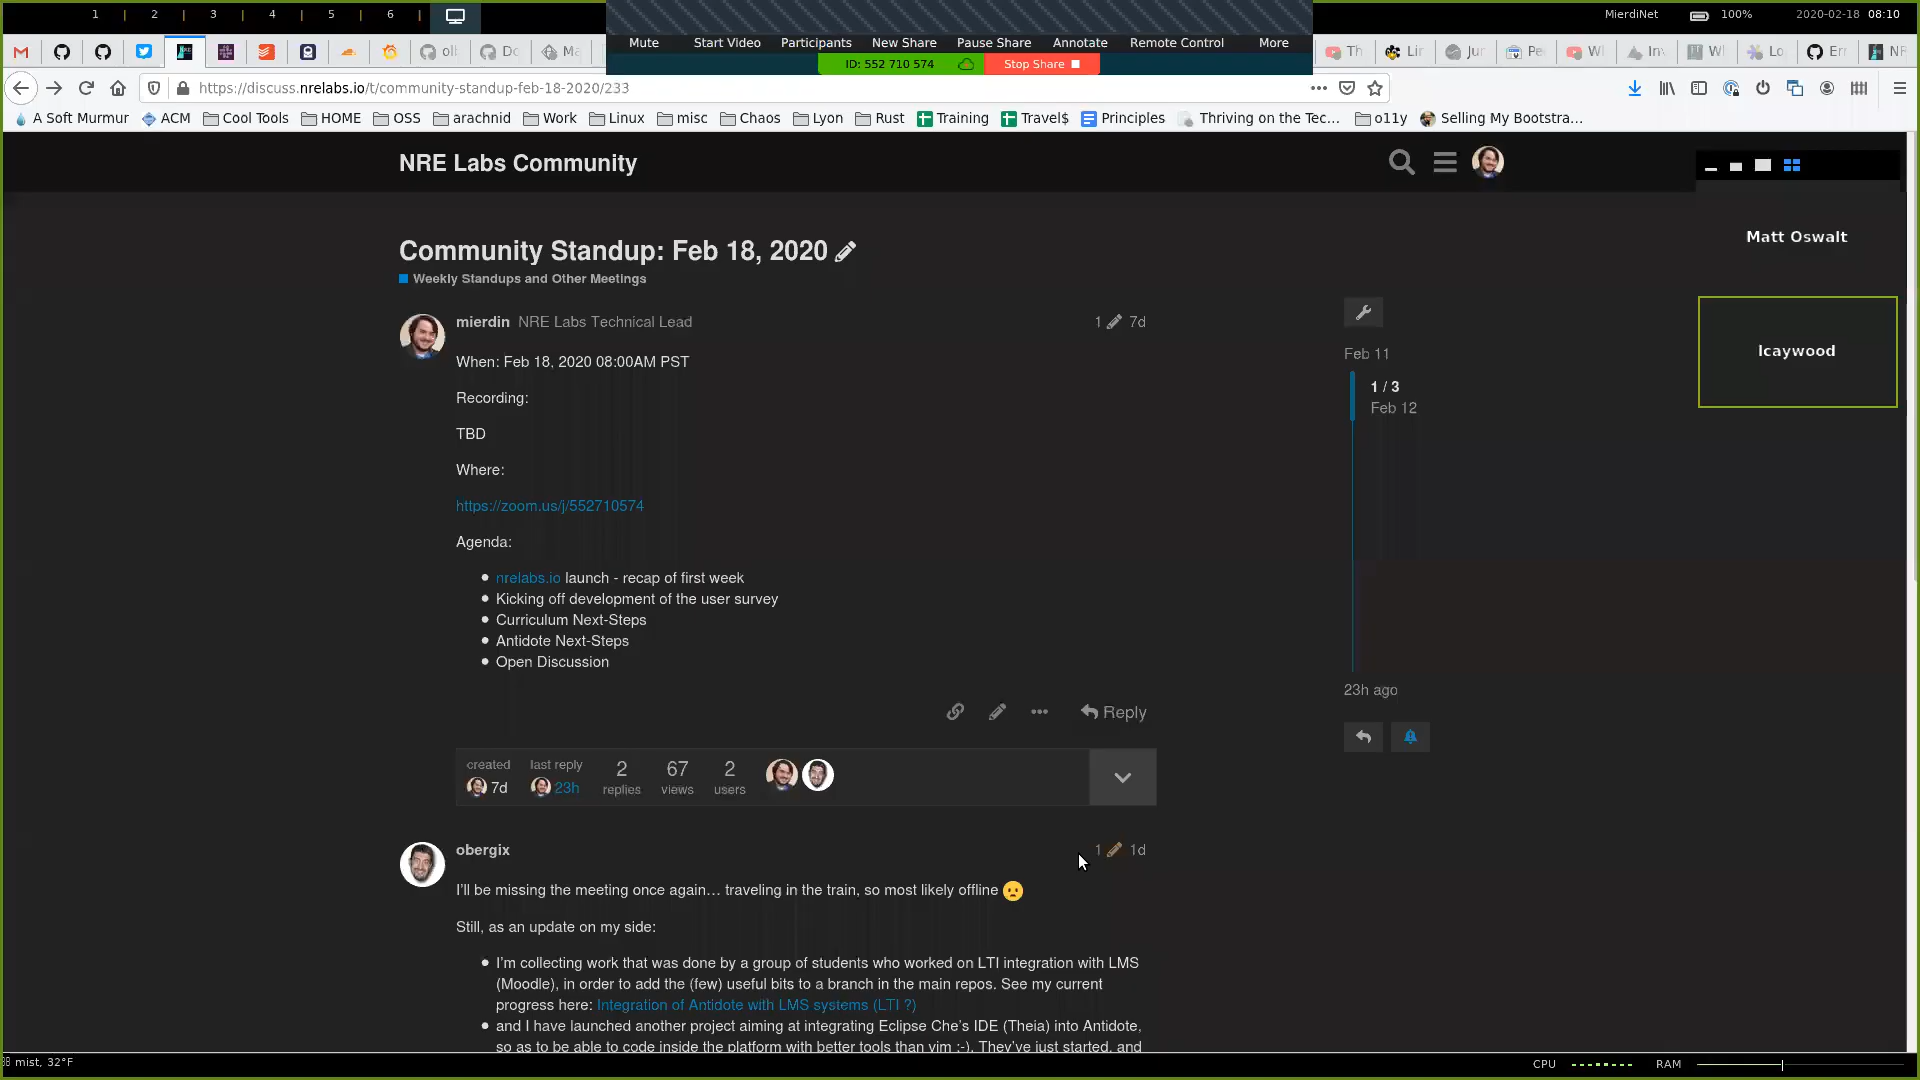 1 | 2 | 3 | 4 | 5 | 6 |
MierdiNet 100% 2020-02-18 08:10
Mute Start Video Participants New Share Pause Share Annotate Remote Control More
ID: 552 710 574 Stop Share
https://discuss.nrelabs.io/t/community-standup-feb-18-2020/233
A Soft Murmur ACM Cool Tools HOME OSS arachnid Work Linux misc Chaos Lyon Rust Training Travel$ Principles Thriving on the Tec… o11y Selling My Bootstra…
NRE Labs Community
Community Standup: Feb 18, 2020
Weekly Standups and Other Meetings
Matt Oswalt
lcaywood
mierdin NRE Labs Technical Lead 1 7d
When: Feb 18, 2020 08:00AM PST
Recording:
TBD
Where:
https://zoom.us/j/552710574
Agenda:
• nrelabs.io launch - recap of first week
• Kicking off development of the user survey
• Curriculum Next-Steps
• Antidote Next-Steps
• Open Discussion
Feb 11
1 / 3
Feb 12
23h ago
Reply
created last reply 2 67 2
7d 23h replies views users
obergix 1 1d
I'll be missing the meeting once again… traveling in the train, so most likely offline
Still, as an update on my side:
• I'm collecting work that was done by a group of students who worked on LTI integration with LMS
(Moodle), in order to add the (few) useful bits to a branch in the main repos. See my current
progress here: Integration of Antidote with LMS systems (LTI ?)
• and I have launched another project aiming at integrating Eclipse Che's IDE (Theia) into Antidote,
so as to be able to code inside the platform with better tools than vim ;-). They've just started, and
mist, 32°F
CPU RAM